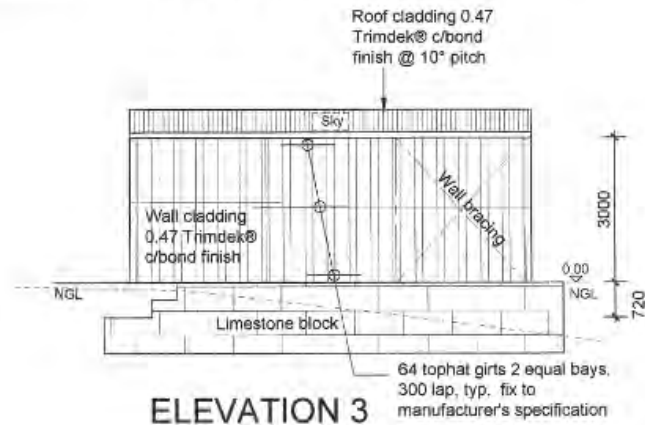 Roof cladding 0.47
Trimdek® c/bond
finish @ 10° pitch
Sky
Wall cladding
0.47 Trimdek®
c/bond finish
Wall bracing
3000
0.00
NGL
NGL
720
Limestone block
64 tophat girts 2 equal bays,
300 lap, typ. fix to
manufacturer's specification
ELEVATION 3